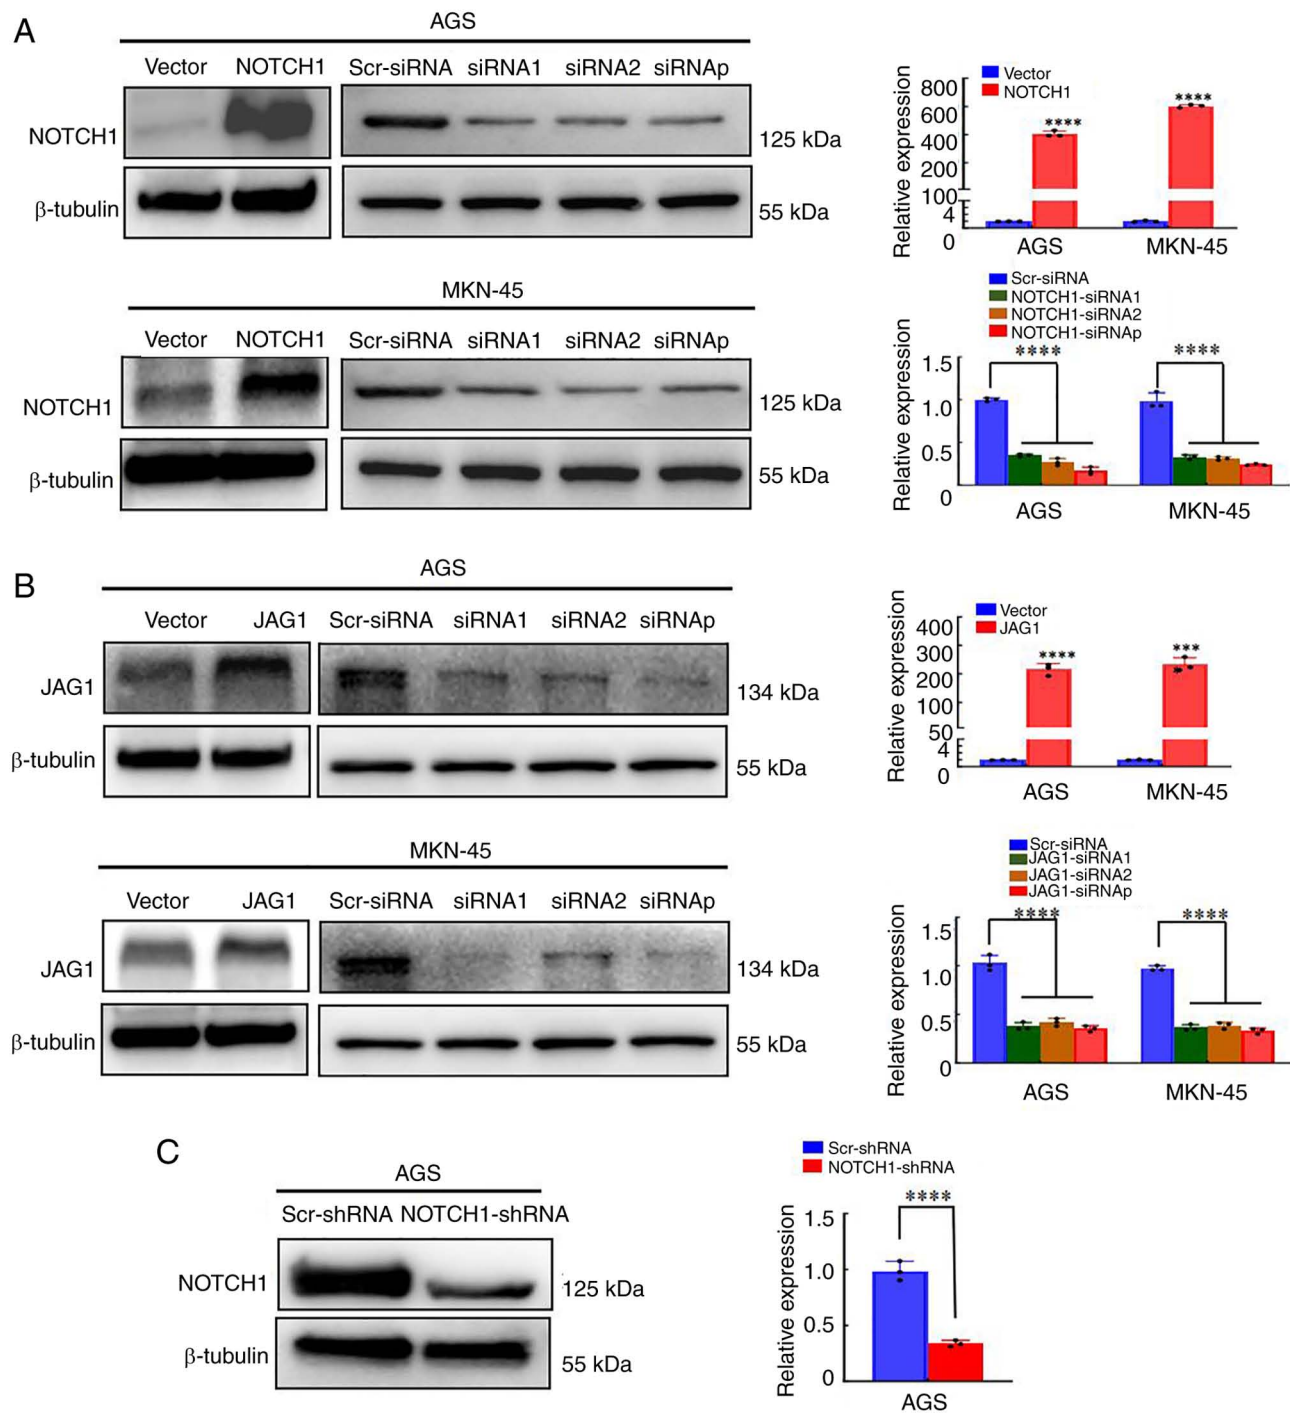 A
AGS
Vector NOTCH1 Scr-siRNA siRNA1 siRNA2 siRNAp
NOTCH1
125 kDa
β-tubulin
55 kDa
Relative expression
800
600
400
200
100
4
0
Vector
NOTCH1
****
****
AGS MKN-45
MKN-45
Vector NOTCH1 Scr-siRNA siRNA1 siRNA2 siRNAp
NOTCH1
125 kDa
β-tubulin
55 kDa
Scr-siRNA
NOTCH1-siRNA1
NOTCH1-siRNA2
NOTCH1-siRNAp
Relative expression
1.5
1.0
0.5
0
****
****
AGS MKN-45
B
AGS
Vector JAG1 Scr-siRNA siRNA1 siRNA2 siRNAp
JAG1
134 kDa
β-tubulin
55 kDa
Vector
JAG1
Relative expression
400
300
200
100
50
4
0
****
***
AGS MKN-45
MKN-45
Vector JAG1 Scr-siRNA siRNA1 siRNA2 siRNAp
JAG1
134 kDa
β-tubulin
55 kDa
Scr-siRNA
JAG1-siRNA1
JAG1-siRNA2
JAG1-siRNAp
Relative expression
1.5
1.0
0.5
0
****
****
AGS MKN-45
C
AGS
Scr-shRNA NOTCH1-shRNA
NOTCH1
125 kDa
β-tubulin
55 kDa
Scr-shRNA
NOTCH1-shRNA
Relative expression
1.5
1.0
0.5
0
****
AGS